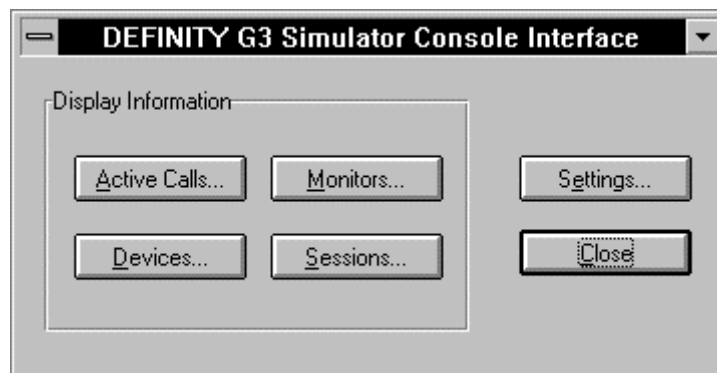 DEFINITY G3 Simulator Console Interface
Display Information
Active Calls... Monitors... Settings...
Devices... Sessions... Close